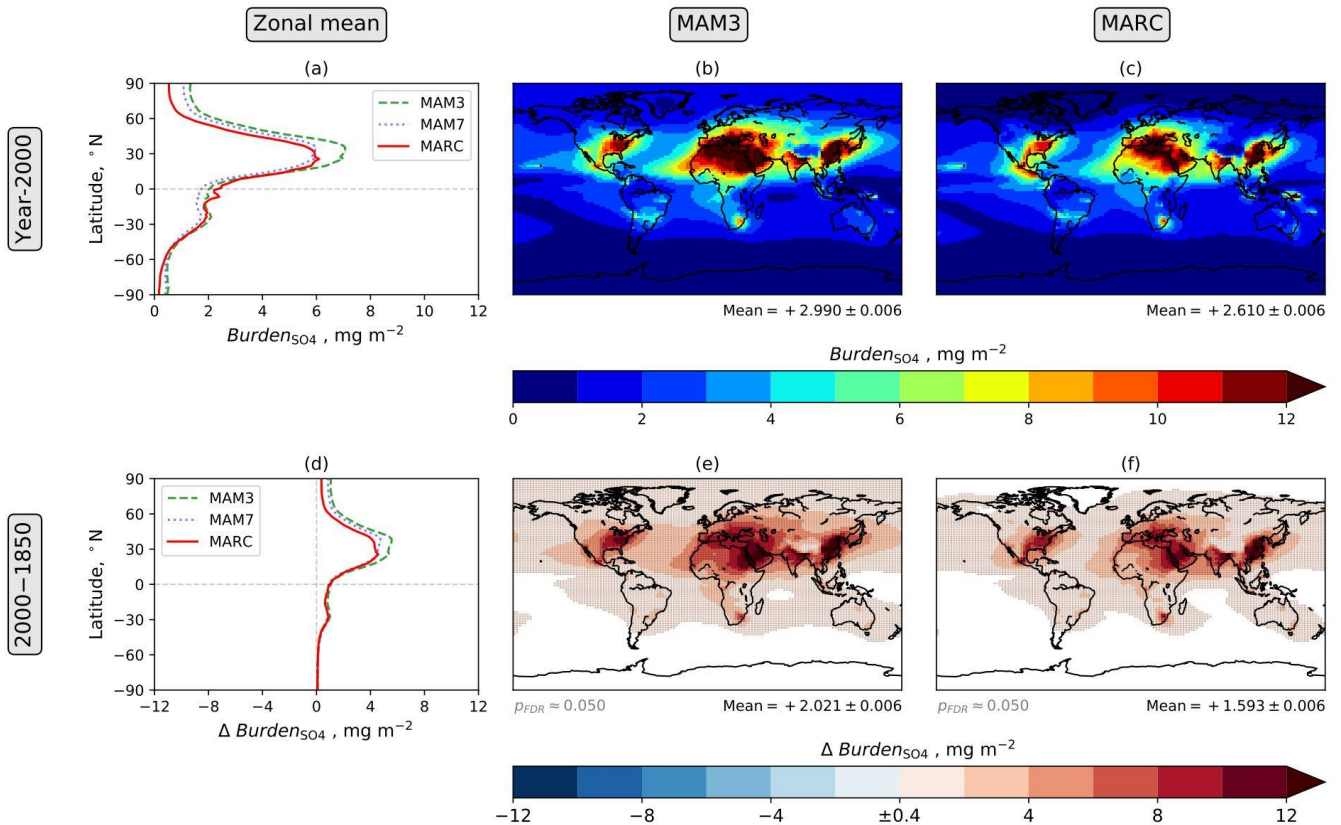 Zonal mean
MAM3
MARC
Year-2000
(a)
90
60
30
0
−30
−60
−90
Latitude, ° N
MAM3
MAM7
MARC
0 2 4 6 8 10 12
Burden_SO4 , mg m−2
(b)
Mean = +2.990 ± 0.006
(c)
Mean = +2.610 ± 0.006
Burden_SO4 , mg m−2
0 2 4 6 8 10 12
2000−1850
(d)
90
60
30
0
−30
−60
−90
Latitude, ° N
MAM3
MAM7
MARC
−12 −8 −4 0 4 8 12
Δ Burden_SO4 , mg m−2
(e)
p_FDR ≈ 0.050
Mean = +2.021 ± 0.006
(f)
p_FDR ≈ 0.050
Mean = +1.593 ± 0.006
Δ Burden_SO4 , mg m−2
−12 −8 −4 ±0.4 4 8 12